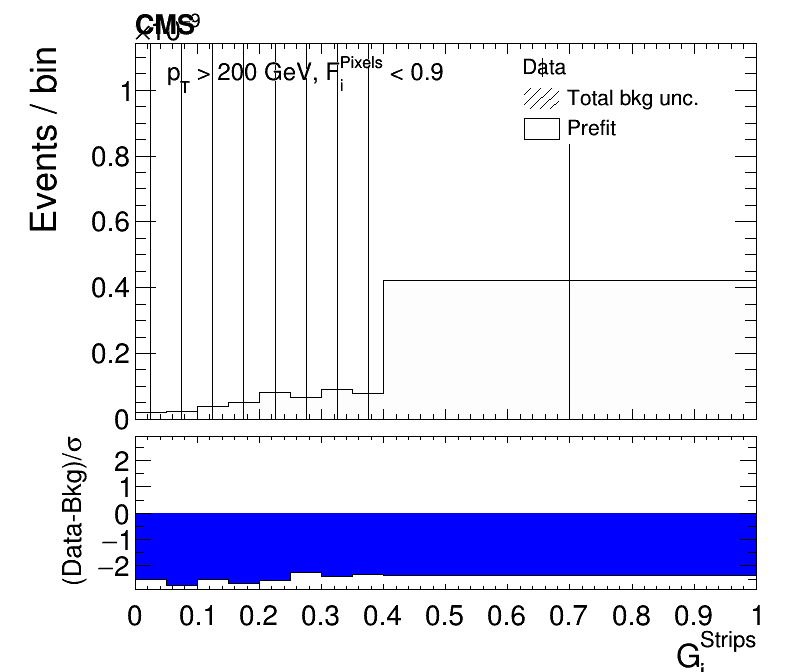 CMS
×10⁻⁹
p_T > 200 GeV, F_i^Pixels < 0.9
Data
Total bkg unc.
Prefit
Events / bin
1
0.8
0.6
0.4
0.2
0
(Data-Bkg)/σ
2
1
0
−1
−2
0 0.1 0.2 0.3 0.4 0.5 0.6 0.7 0.8 0.9 1
G_i^Strips